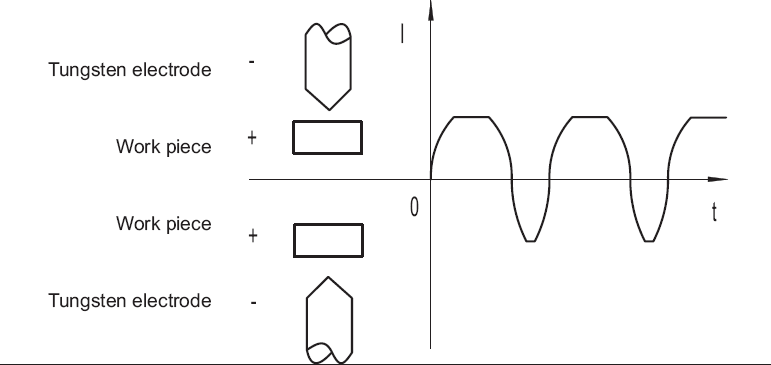 I
Tungsten electrode -
Work piece +
0
t
Work piece +
Tungsten electrode -